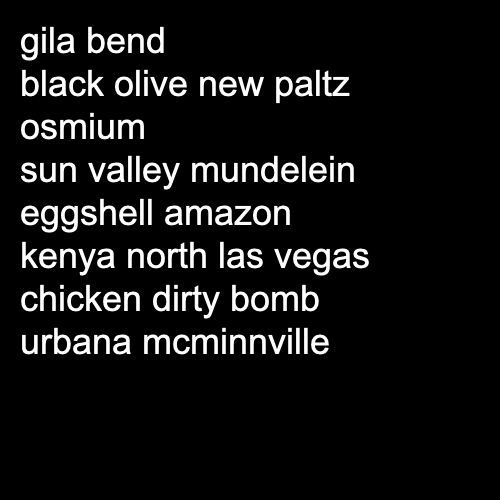 gila bend
black olive new paltz
osmium
sun valley mundelein
eggshell amazon
kenya north las vegas
chicken dirty bomb
urbana mcminnville